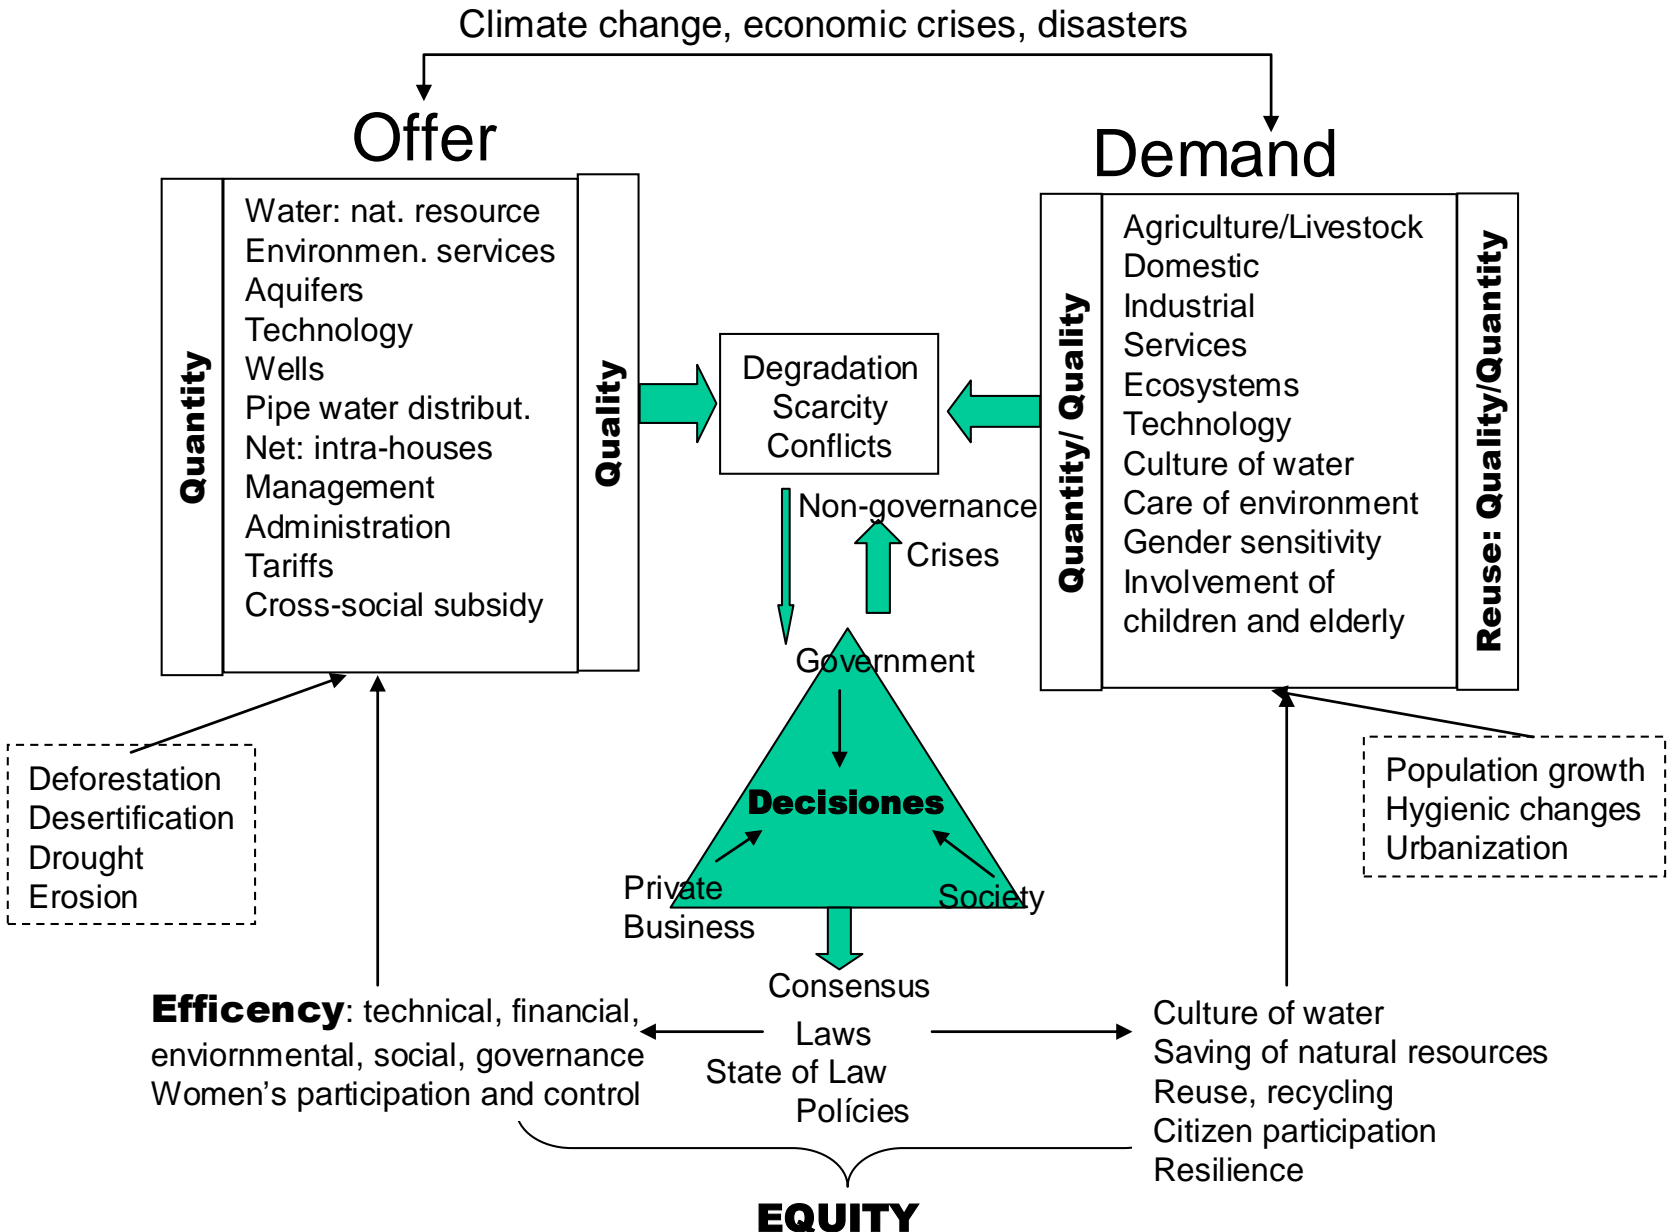 Climate change, economic crises, disasters
Offer
Demand
Quantity
Water: nat. resource
Environmen. services
Aquifers
Technology
Wells
Pipe water distribut.
Net: intra-houses
Management
Administration
Tariffs
Cross-social subsidy
Quality
Degradation
Scarcity
Conflicts
Non-governance
Crises
Quantity/ Quality
Agriculture/Livestock
Domestic
Industrial
Services
Ecosystems
Technology
Culture of water
Care of environment
Gender sensitivity
Involvement of
children and elderly
Reuse: Quality/Quantity
Deforestation
Desertification
Drought
Erosion
Government
Decisiones
Private
Business
Society
Population growth
Hygienic changes
Urbanization
Efficency: technical, financial,
enviornmental, social, governance
Women’s participation and control
Consensus
Laws
State of Law
Polícies
Culture of water
Saving of natural resources
Reuse, recycling
Citizen participation
Resilience
EQUITY